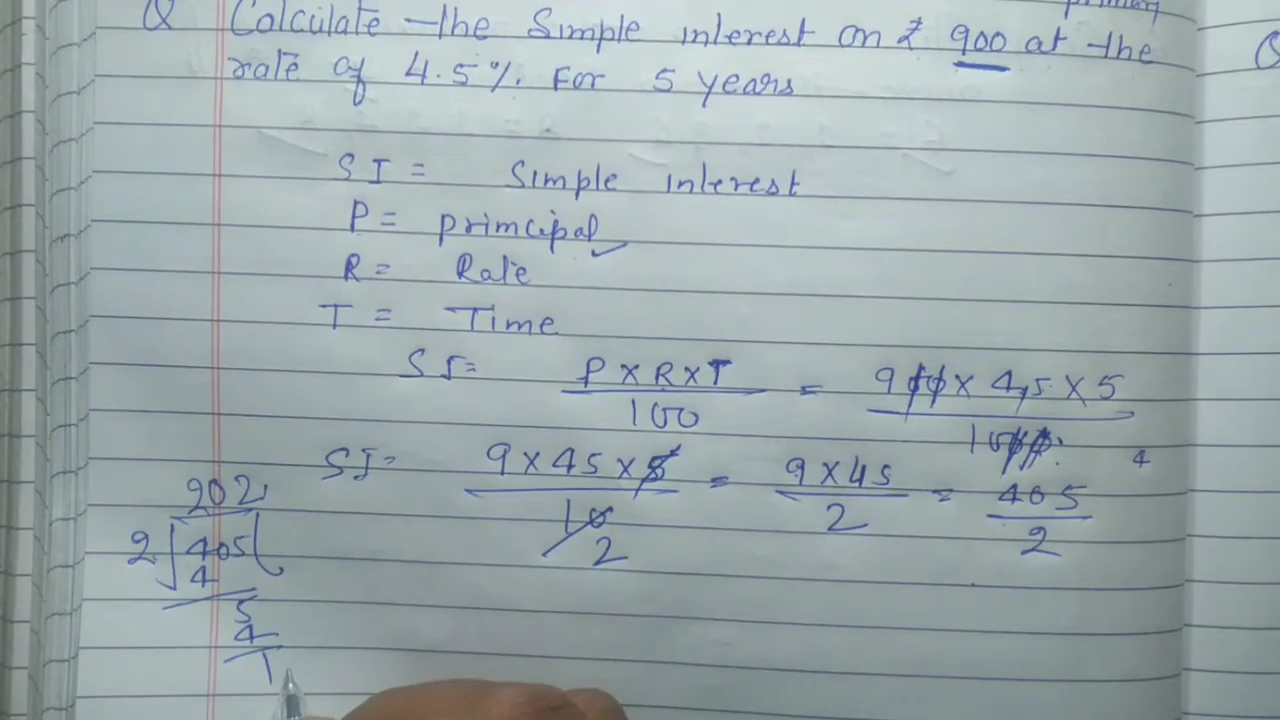 Q Calculate the Simple interest on ₹ 900 at the
rate of 4.5%. For 5 years
SI = Simple interest
P = principal
R = Rate
T = Time
SI = P X R X T / 100 = 900 X 4.5 X 5 / 100
SI = 9 X 45 X 5 / 10 2 = 9 X 45 / 2 = 405 / 2
4
202
2 405
4
5
4
1